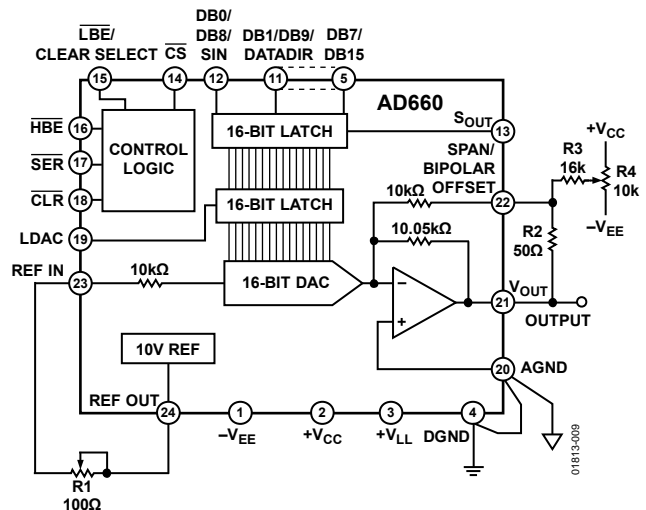 LBE/
CLEAR SELECT
CS
DB0/
DB8/
SIN
DB1/DB9/
DATADIR
DB7/
DB15
15
14
12
11
5
AD660
HBE
16
SER
17
CLR
18
LDAC
19
REF IN
23
CONTROL
LOGIC
16-BIT LATCH
16-BIT LATCH
16-BIT DAC
10kΩ
10kΩ
10.05kΩ
−
+
SOUT
13
SPAN/
BIPOLAR
OFFSET
22
+VCC
R3
16k
R4
10k
−VEE
R2
50Ω
VOUT
21
OUTPUT
20
AGND
10V REF
REF OUT
24
1
−VEE
2
+VCC
3
+VLL
4
DGND
R1
100Ω
01813-009